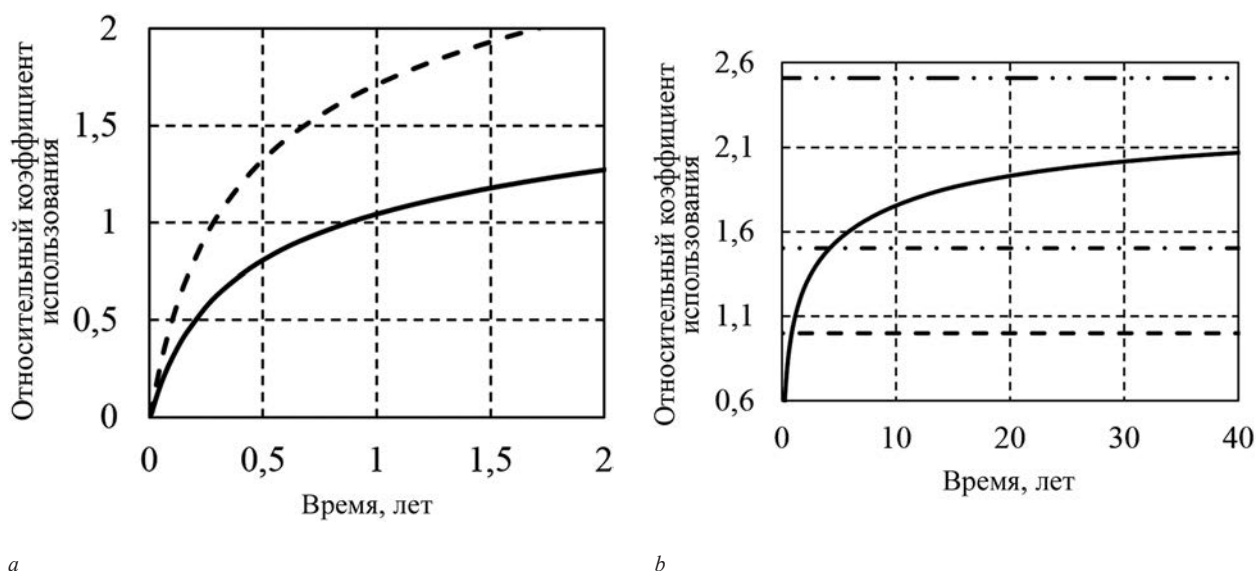 Относительный коэффициент
использования
2
1,5
1
0,5
0
0
0,5
1
1,5
2
Время, лет
а
Относительный коэффициент
использования
2,6
2,1
1,6
1,1
0,6
0
10
20
30
40
Время, лет
b